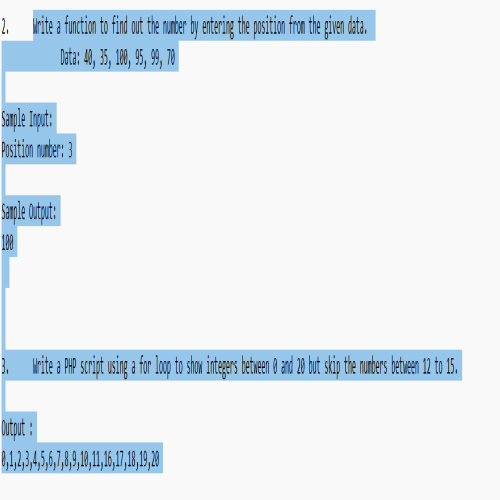 2. Write a function to find out the number by entering the position from the given data.
Data: 40, 35, 100, 95, 99, 70
Sample Input:
Position number: 3
Sample Output:
100
3. Write a PHP script using a for loop to show integers between 0 and 20 but skip the numbers between 12 to 15.
Output :
0,1,2,3,4,5,6,7,8,9,10,11,16,17,18,19,20